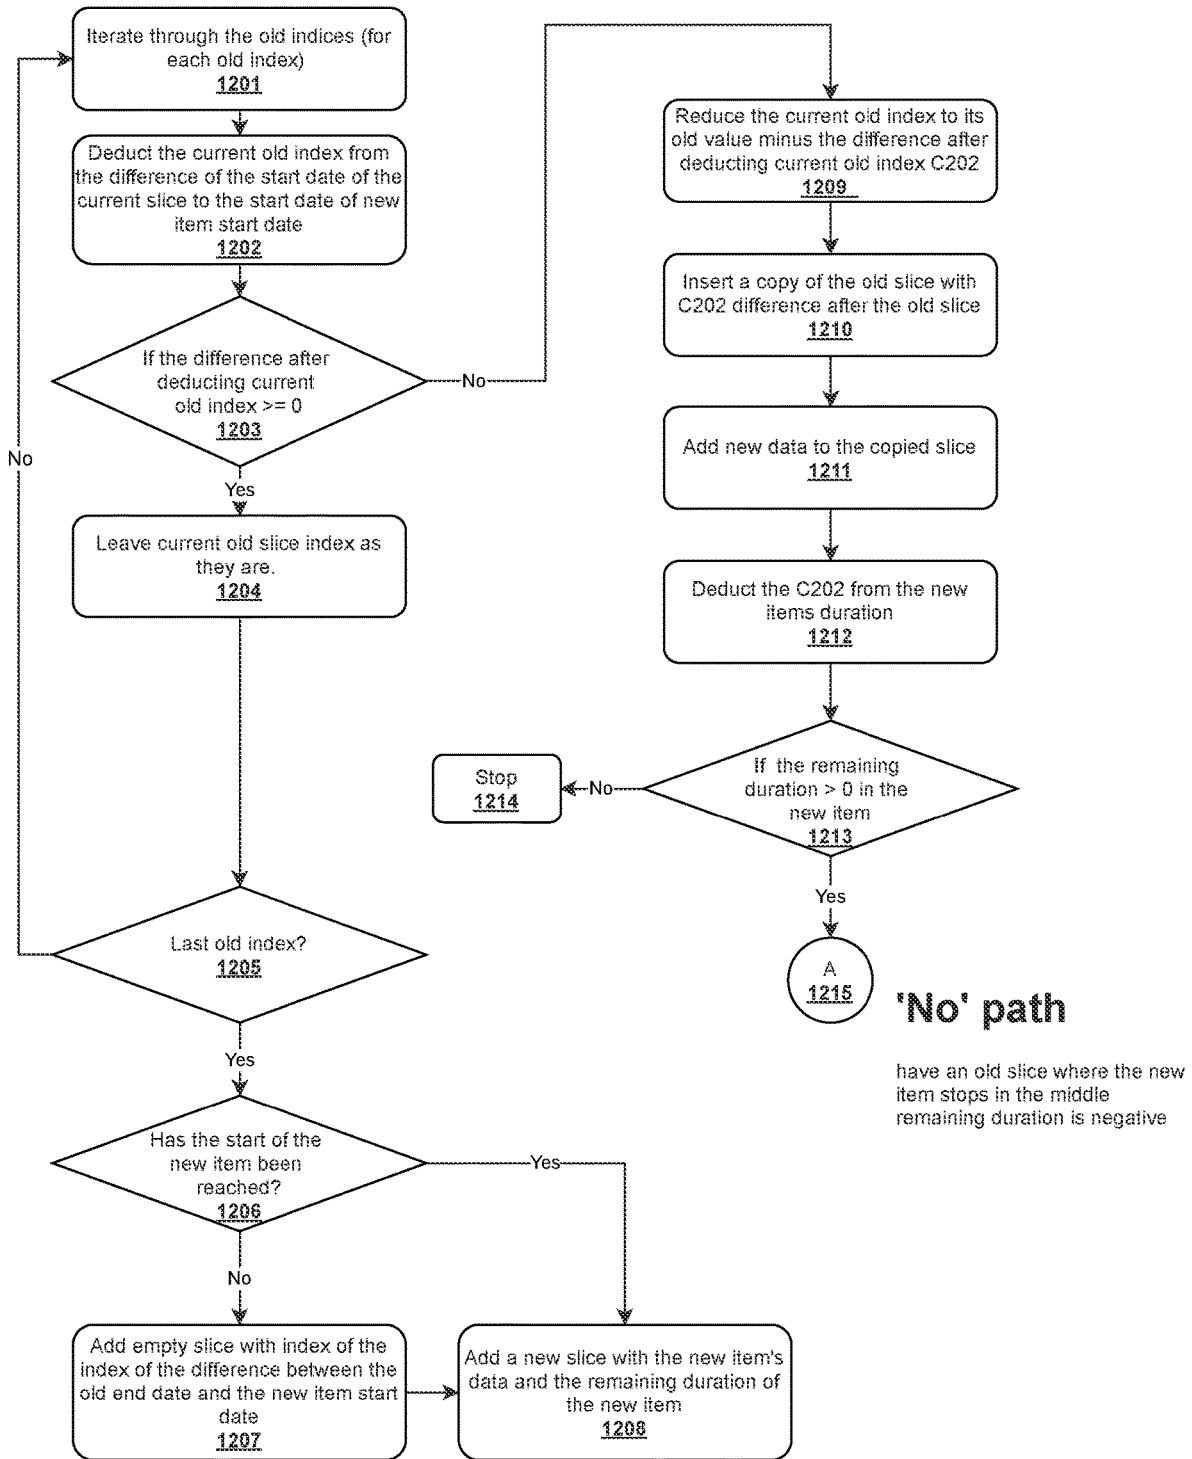 Iterate through the old indices (for
each old index)
1201
Deduct the current old index from
the difference of the start date of the
current slice to the start date of new
item start date
1202
If the difference after
deducting current
old index >= 0
1203
No
Yes
Leave current old slice index as
they are.
1204
No
Last old index?
1205
Yes
Has the start of the
new item been
reached?
1206
Yes
No
Add empty slice with index of the
index of the difference between the
old end date and the new item start
date
1207
Add a new slice with the new item's
data and the remaining duration of
the new item
1208
Reduce the current old index to its
old value minus the difference after
deducting current old index C202
1209
Insert a copy of the old slice with
C202 difference after the old slice
1210
Add new data to the copied slice
1211
Deduct the C202 from the new
items duration
1212
If the remaining
duration > 0 in the
new item
1213
No
Stop
1214
Yes
A
1215
'No' path
have an old slice where the new
item stops in the middle
remaining duration is negative